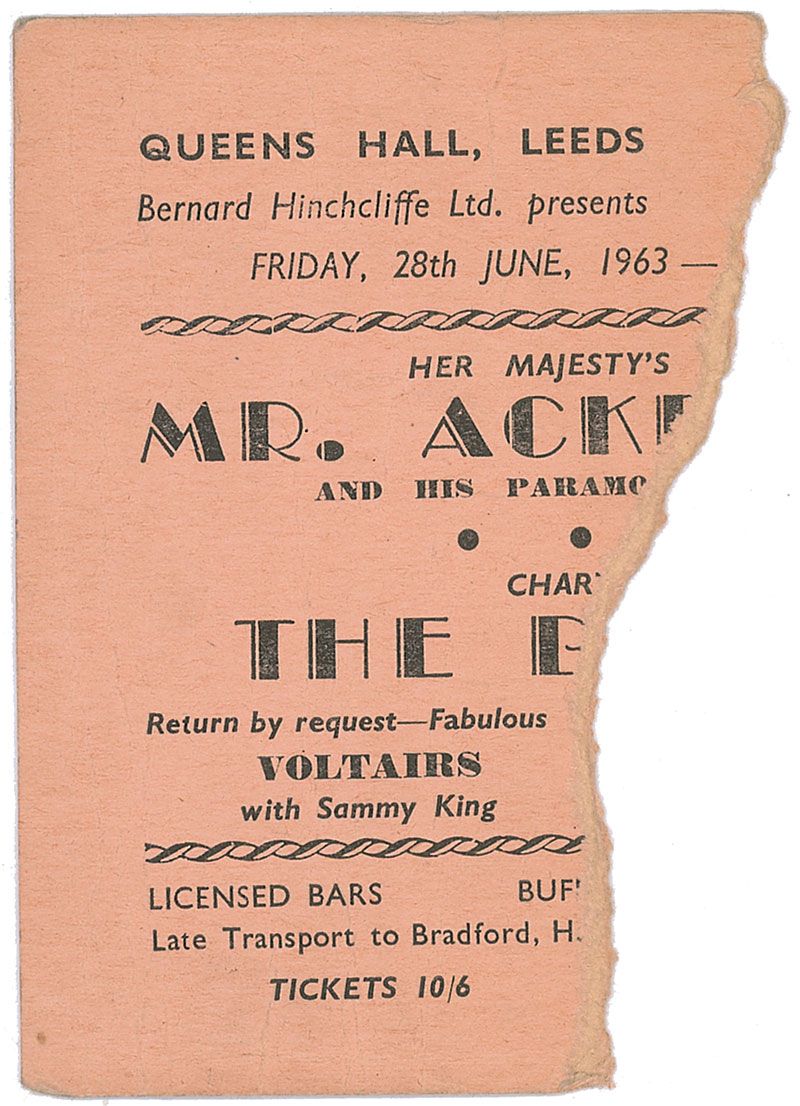 QUEENS HALL, LEEDS
Bernard Hinchcliffe Ltd. presents
FRIDAY, 28th JUNE, 1963 —
HER MAJESTY'S
MR. ACK
AND HIS PARAMO
• •
CHAR
THE
Return by request—Fabulous
VOLTAIRS
with Sammy King
LICENSED BARS BUF
Late Transport to Bradford, H
TICKETS 10/6